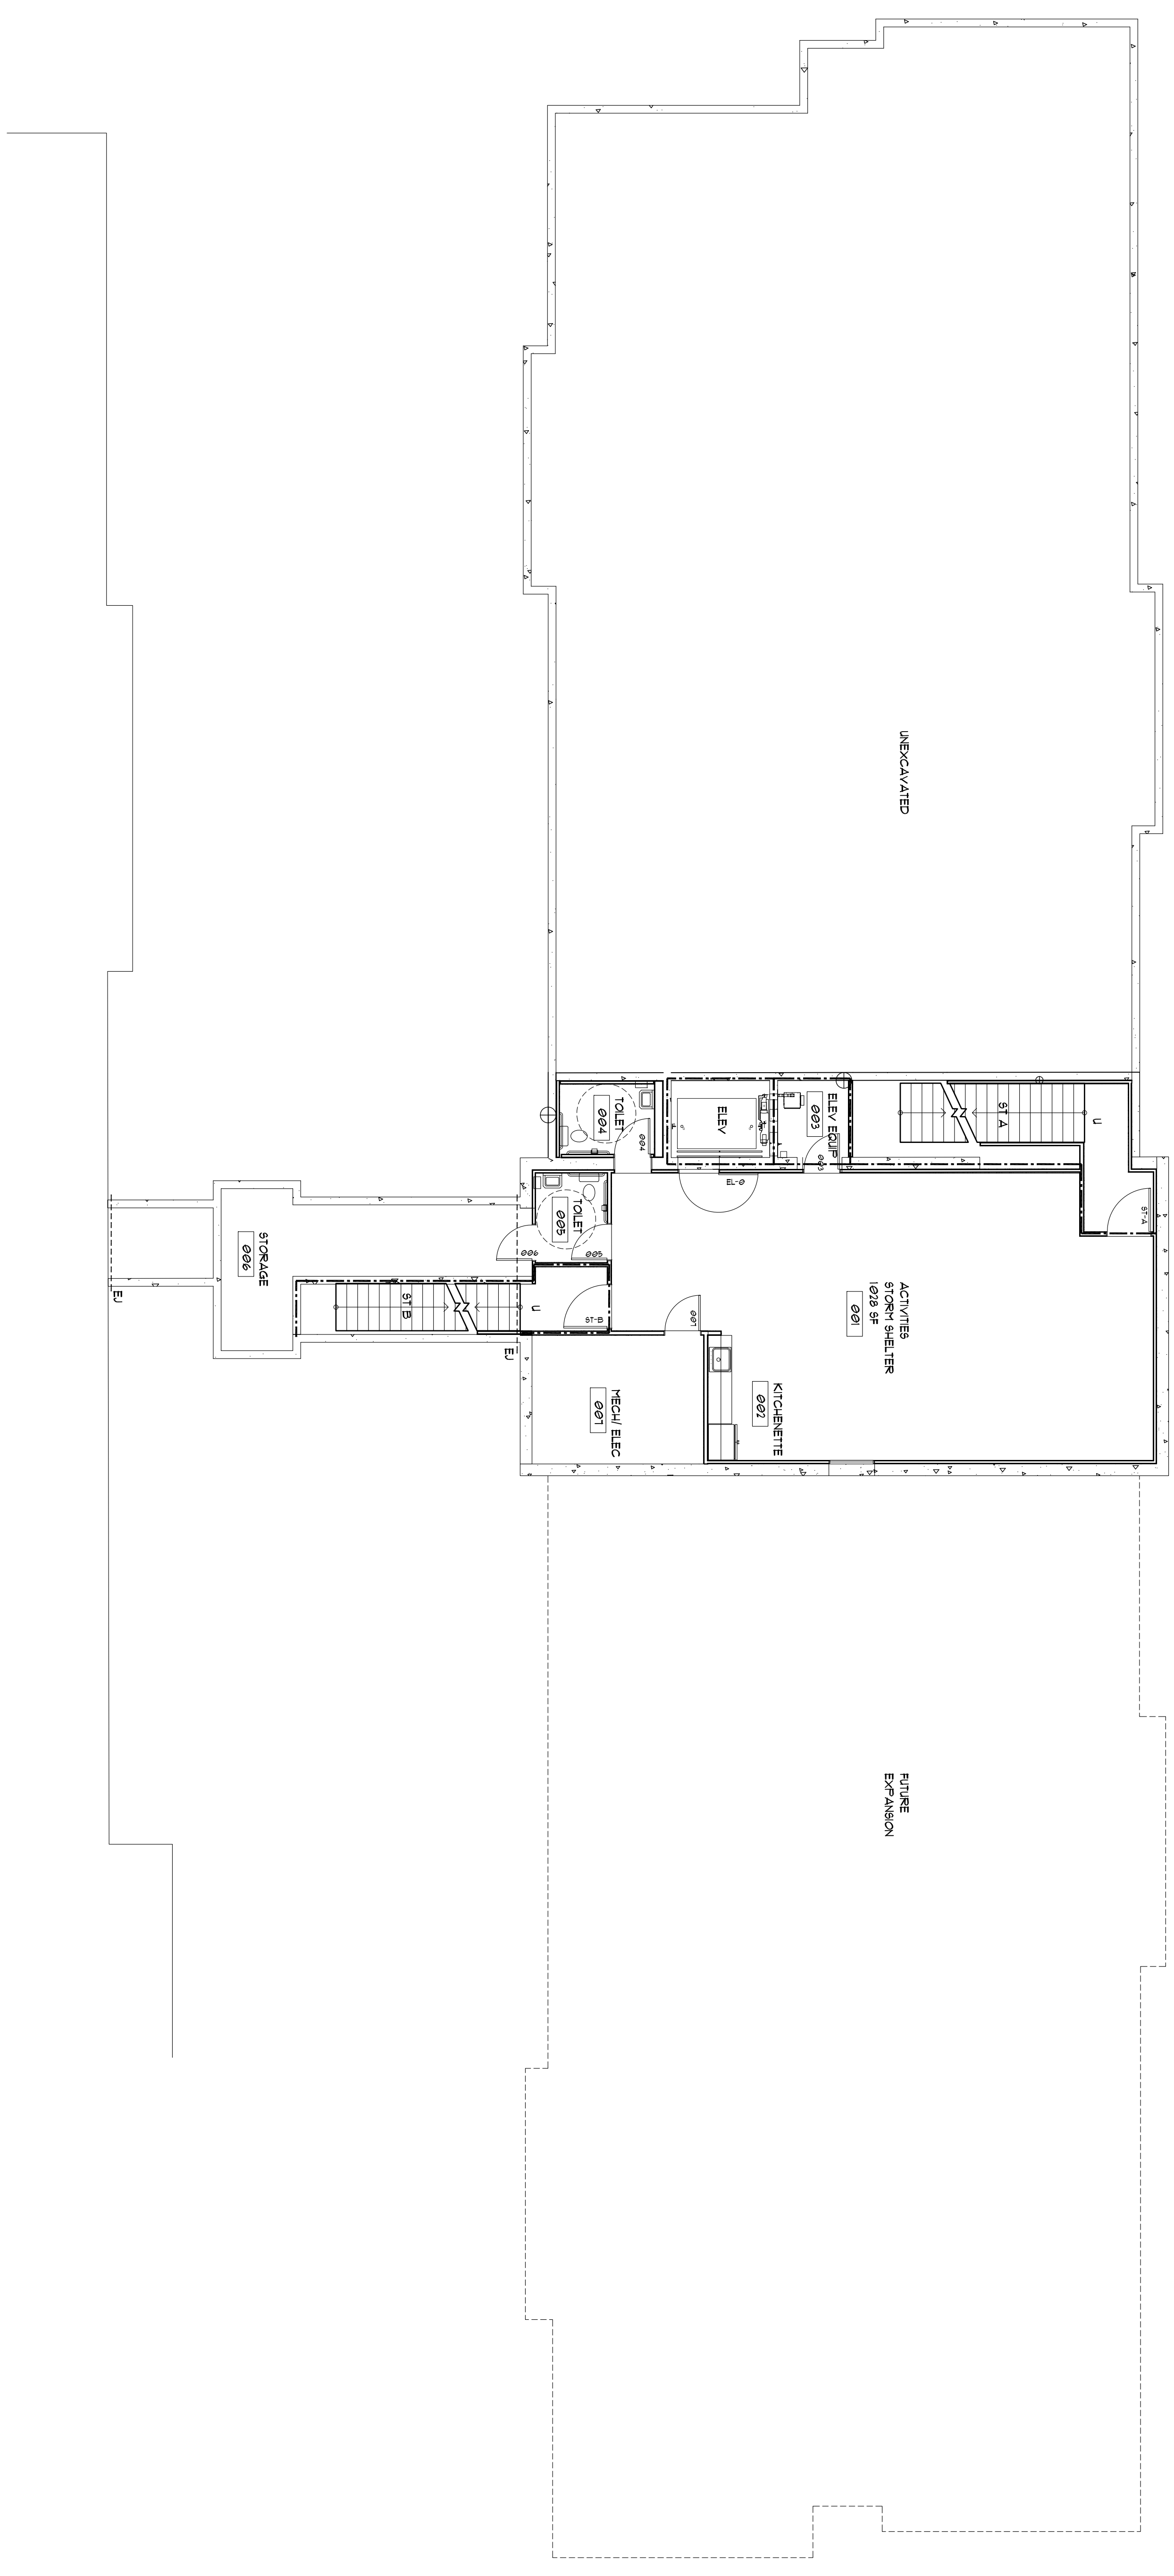 UNEXCAVATED
ST A
U
ST-A
ELEV EQUIP
003
003
ELEV
EL-0
TOILET
004
004
TOILET
005
005
006
STORAGE
006
EJ
EJ
ST B
U
ST-B
ACTIVITIES
STORM SHELTER
1028 SF
001
KITCHENETTE
002
007
MECH/ ELEC
007
FUTURE
EXPANSION